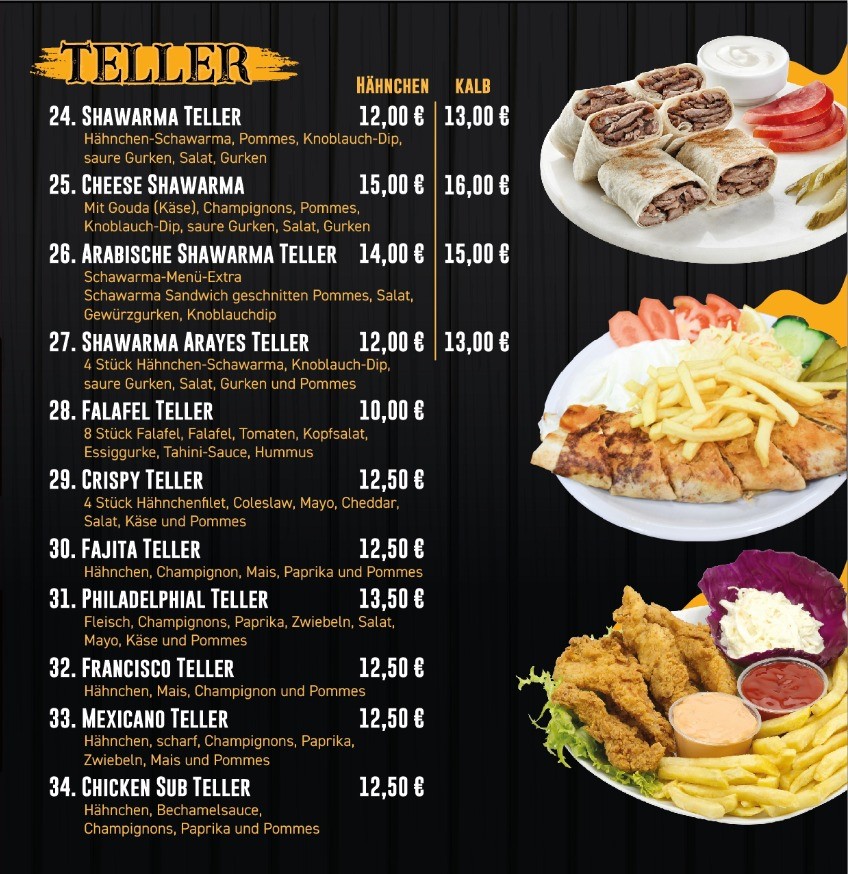 TELLER
HÄHNCHEN KALB
24. SHAWARMA TELLER 12,00 € 13,00 €
Hähnchen-Schawarma, Pommes, Knoblauch-Dip,
saure Gurken, Salat, Gurken
25. CHEESE SHAWARMA 15,00 € 16,00 €
Mit Gouda (Käse), Champignons, Pommes,
Knoblauch-Dip, saure Gurken, Salat, Gurken
26. ARABISCHE SHAWARMA TELLER 14,00 € 15,00 €
Schawarma-Menü-Extra
Schawarma Sandwich geschnitten Pommes, Salat,
Gewürzgurken, Knoblauchdip
27. SHAWARMA ARAYES TELLER 12,00 € 13,00 €
4 Stück Hähnchen-Schawarma, Knoblauch-Dip,
saure Gurken, Salat, Gurken und Pommes
28. FALAFEL TELLER 10,00 €
8 Stück Falafel, Falafel, Tomaten, Kopfsalat,
Essiggurke, Tahini-Sauce, Hummus
29. CRISPY TELLER 12,50 €
4 Stück Hähnchenfilet, Coleslaw, Mayo, Cheddar,
Salat, Käse und Pommes
30. FAJITA TELLER 12,50 €
Hähnchen, Champignon, Mais, Paprika und Pommes
31. PHILADELPHIAL TELLER 13,50 €
Fleisch, Champignons, Paprika, Zwiebeln, Salat,
Mayo, Käse und Pommes
32. FRANCISCO TELLER 12,50 €
Hähnchen, Mais, Champignon und Pommes
33. MEXICANO TELLER 12,50 €
Hähnchen, scharf, Champignons, Paprika,
Zwiebeln, Mais und Pommes
34. CHICKEN SUB TELLER 12,50 €
Hähnchen, Bechamelsauce,
Champignons, Paprika und Pommes